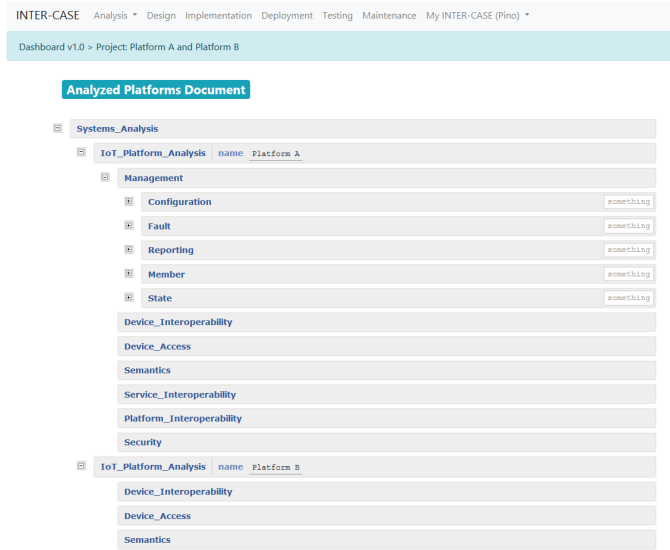 INTER-CASE Analysis Design Implementation Deployment Testing Maintenance My INTER-CASE (Pino)
Dashboard v1.0 > Project: Platform A and Platform B
Analyzed Platforms Document
Systems_Analysis
IoT_Platform_Analysis name Platform A
Management
Configuration something
Fault something
Reporting something
Member something
State something
Device_Interoperability
Device_Access
Semantics
Service_Interoperability
Platform_Interoperability
Security
IoT_Platform_Analysis name Platform B
Device_Interoperability
Device_Access
Semantics